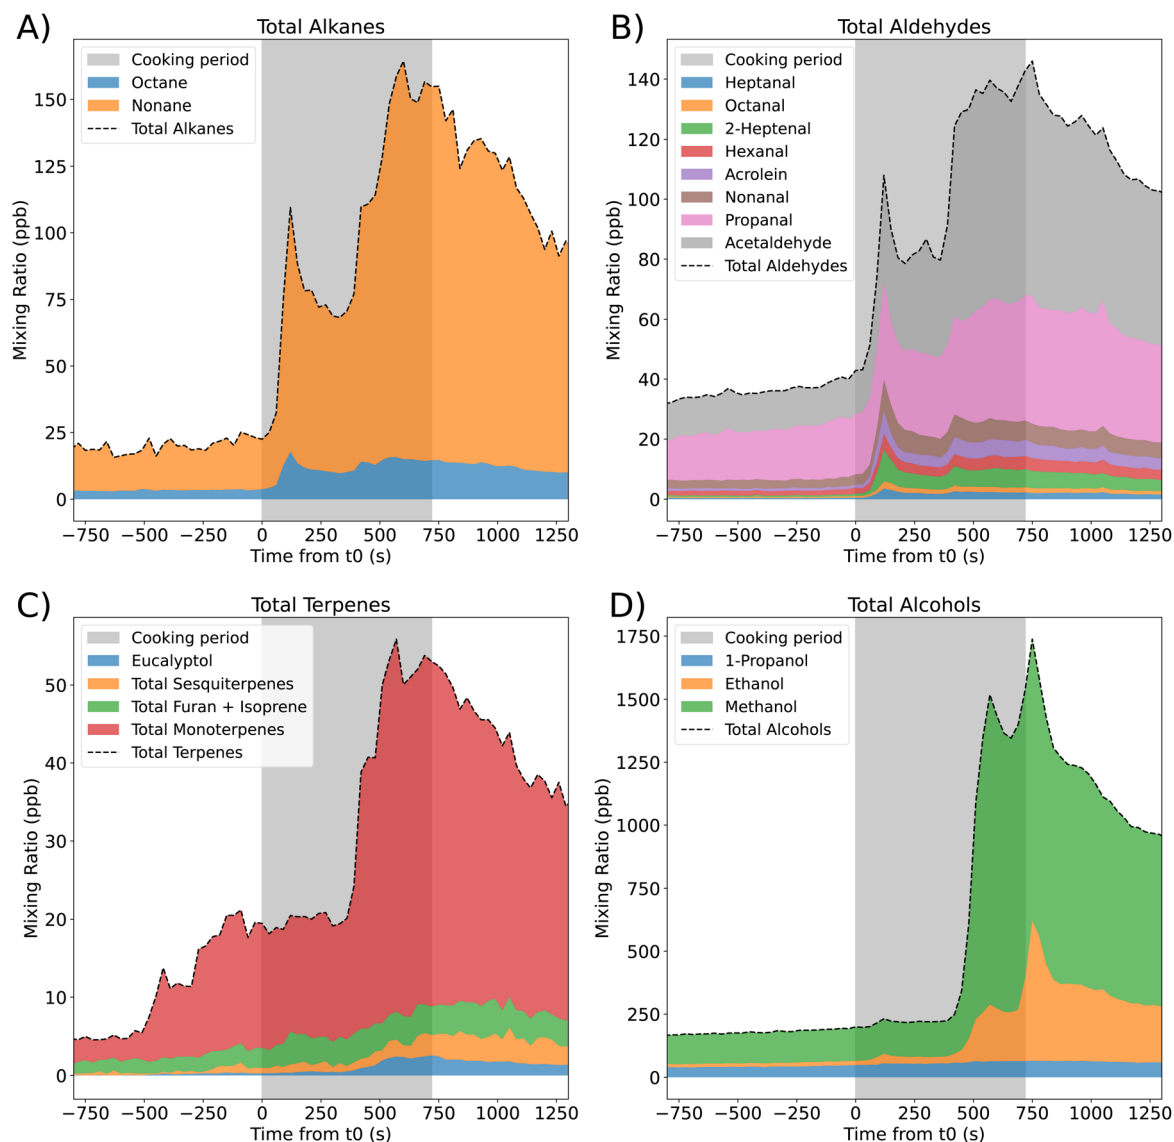 A)
Total Alkanes
Cooking period
Octane
Nonane
Total Alkanes
150
125
100
75
50
25
0
Mixing Ratio (ppb)
−750 −500 −250 0 250 500 750 1000 1250
Time from t0 (s)
B)
Total Aldehydes
Cooking period
Heptanal
Octanal
2-Heptenal
Hexanal
Acrolein
Nonanal
Propanal
Acetaldehyde
Total Aldehydes
140
120
100
80
60
40
20
0
Mixing Ratio (ppb)
−750 −500 −250 0 250 500 750 1000 1250
Time from t0 (s)
C)
Total Terpenes
Cooking period
Eucalyptol
Total Sesquiterpenes
Total Furan + Isoprene
Total Monoterpenes
Total Terpenes
50
40
30
20
10
0
Mixing Ratio (ppb)
−750 −500 −250 0 250 500 750 1000 1250
Time from t0 (s)
D)
Total Alcohols
Cooking period
1-Propanol
Ethanol
Methanol
Total Alcohols
1750
1500
1250
1000
750
500
250
0
Mixing Ratio (ppb)
−750 −500 −250 0 250 500 750 1000 1250
Time from t0 (s)